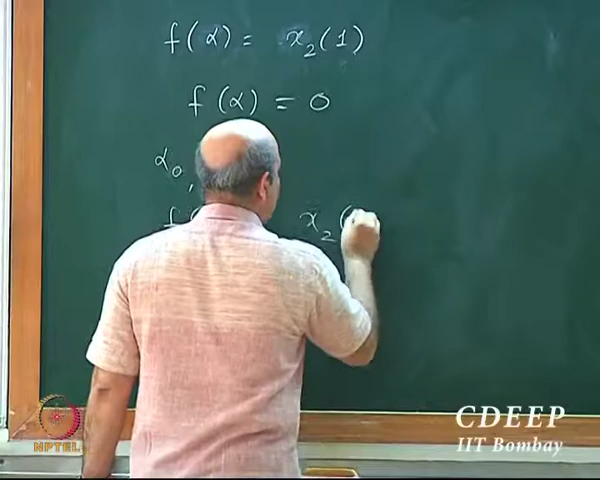 f(α) = x₂(1)
f(α) = 0
α₀,
f( x₂(
CDEEP
IIT Bombay
NPTEL